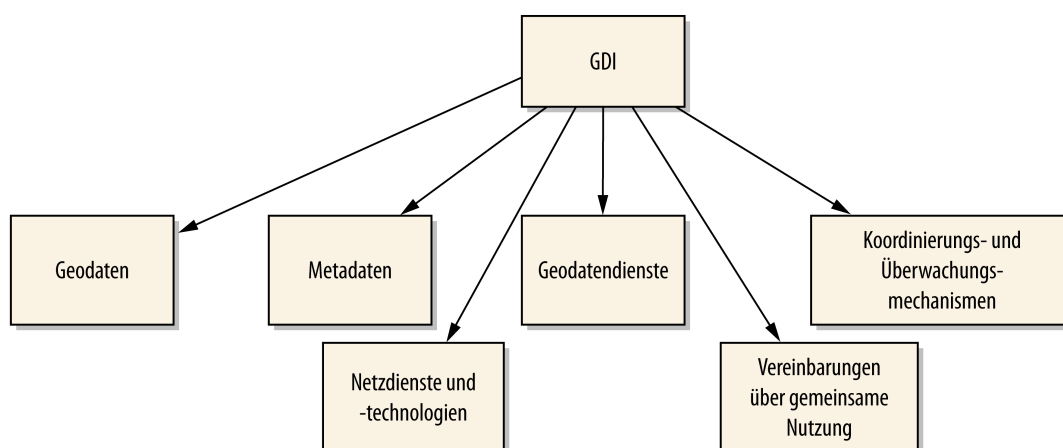 GDI
Geodaten
Metadaten
Geodatendienste
Koordinierungs- und
Überwachungs-
mechanismen
Netzdienste und
-technologien
Vereinbarungen
über gemeinsame
Nutzung